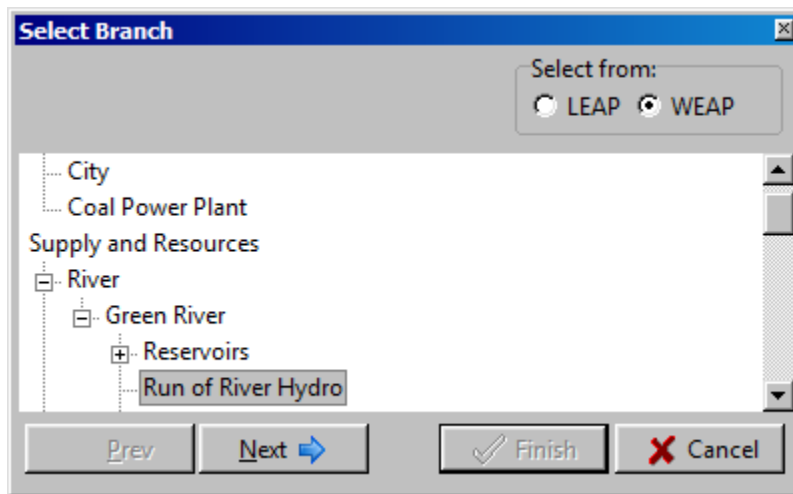 Select Branch
Select from:
LEAP WEAP
City
Coal Power Plant
Supply and Resources
River
Green River
Reservoirs
Run of River Hydro
Prev Next Finish Cancel